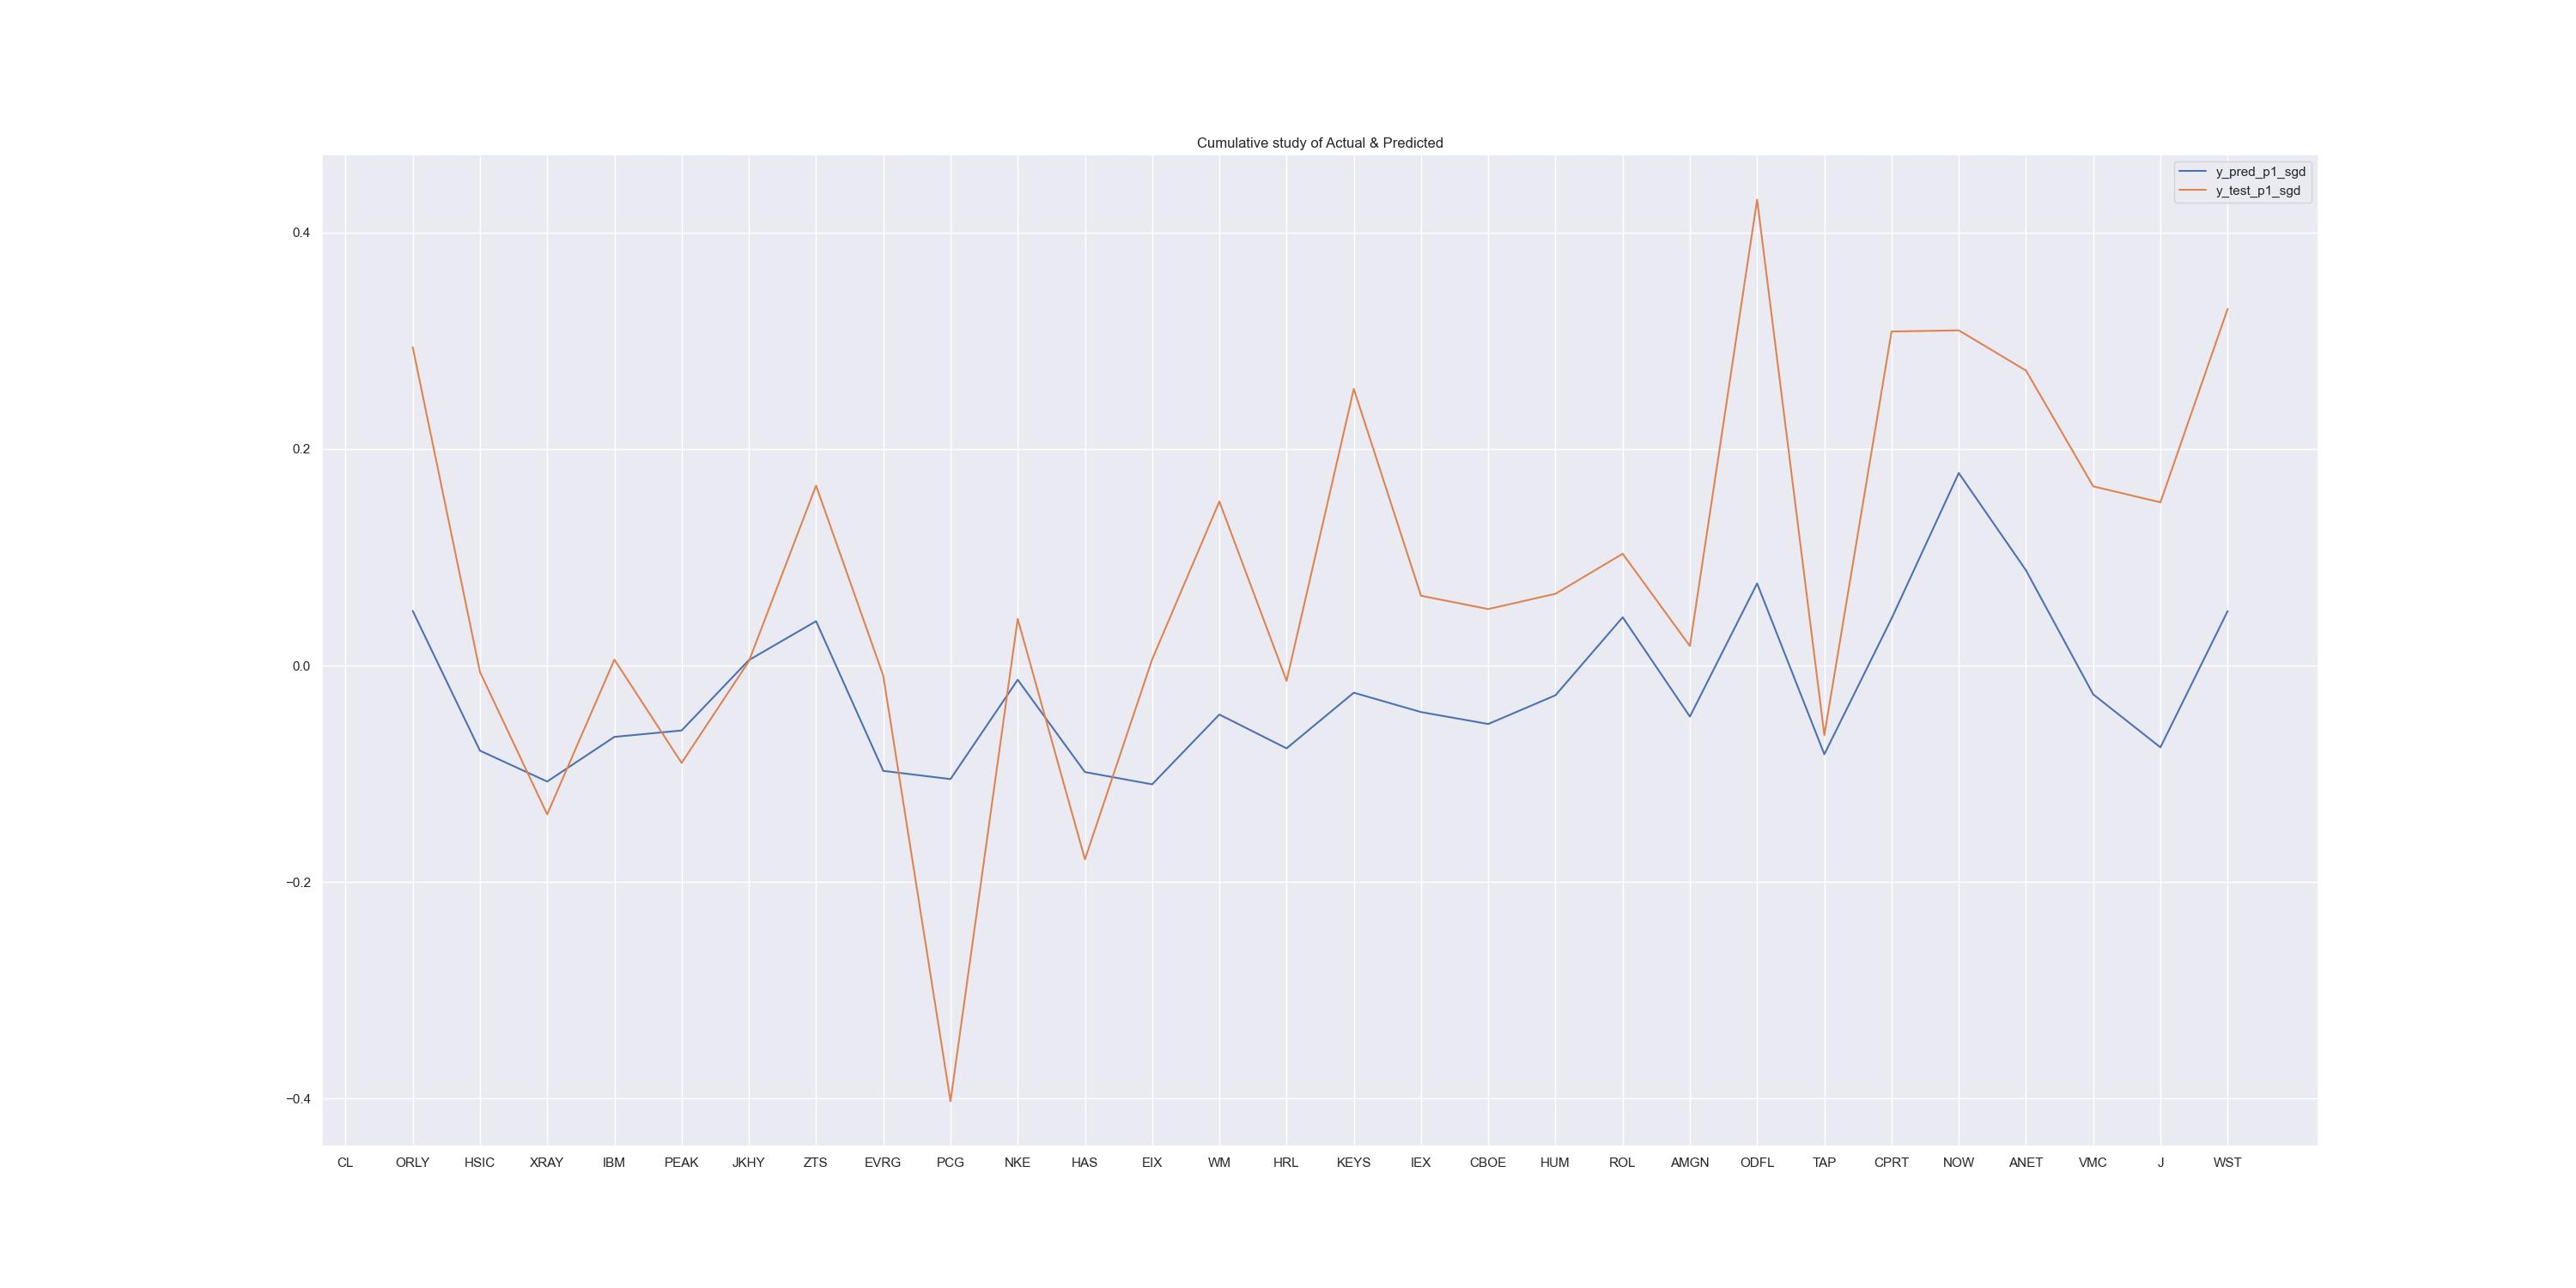 Cumulative study of Actual & Predicted
y_pred_p1_sgd
y_test_p1_sgd
0.4
0.2
0.0
−0.2
−0.4
CL ORLY HSIC XRAY IBM PEAK JKHY ZTS EVRG PCG NKE HAS EIX WM HRL KEYS IEX CBOE HUM ROL AMGN ODFL TAP CPRT NOW ANET VMC J WST